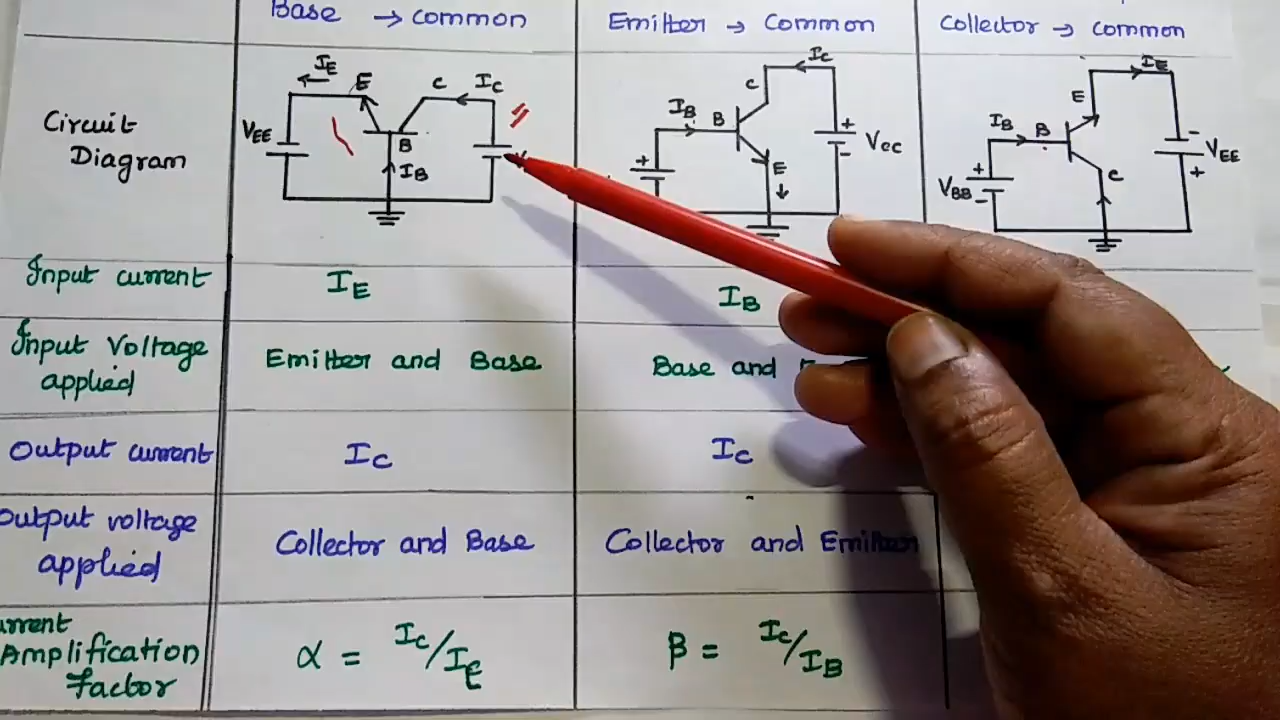 Base → common
Emitter → Common
Collector → common
Circuit
Diagram
IE
E
C
IC
VEE
B
IB
IC
C
IB
B
+
+
-
VCC
E
IE
E
IB
B
+
-
VBB
C
-
+
VEE
Input current
IE
IB
Input Voltage
applied
Emitter and Base
Base and
Output current
IC
IC
Output voltage
applied
Collector and Base
Collector and Emitter
Amplification
Factor
α = IC/IE
β = IC/IB